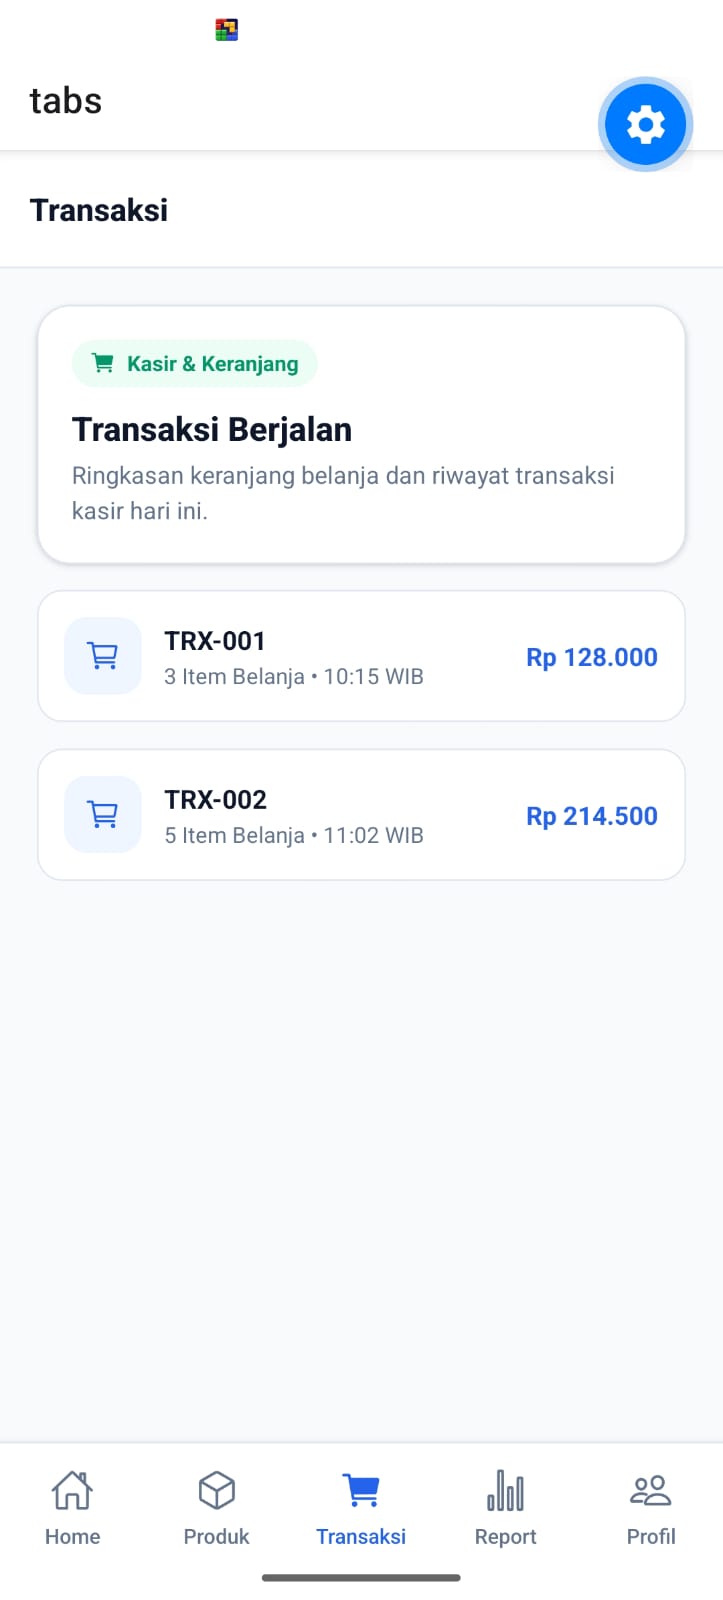 tabs
Transaksi
Kasir & Keranjang
Transaksi Berjalan
Ringkasan keranjang belanja dan riwayat transaksi
kasir hari ini.
TRX-001
3 Item Belanja • 10:15 WIB
Rp 128.000
TRX-002
5 Item Belanja • 11:02 WIB
Rp 214.500
Home
Produk
Transaksi
Report
Profil